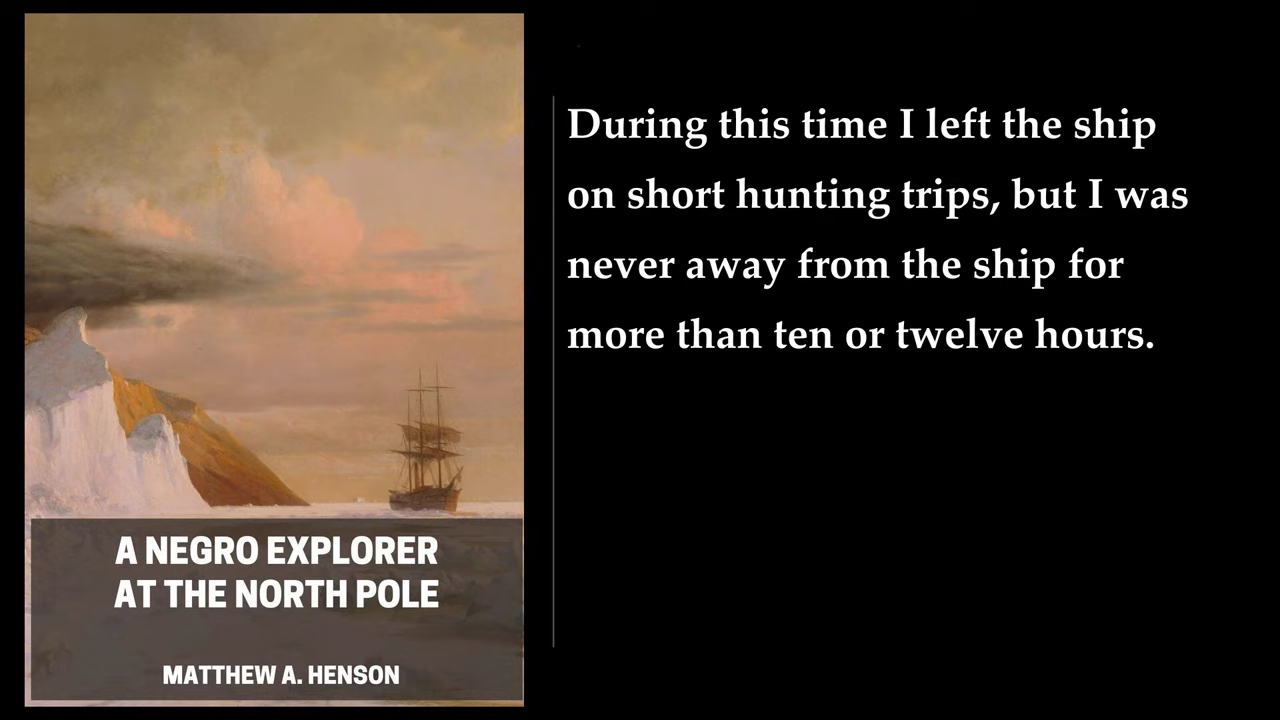 During this time I left the ship
on short hunting trips, but I was
never away from the ship for
more than ten or twelve hours.
A NEGRO EXPLORER
AT THE NORTH POLE
MATTHEW A. HENSON